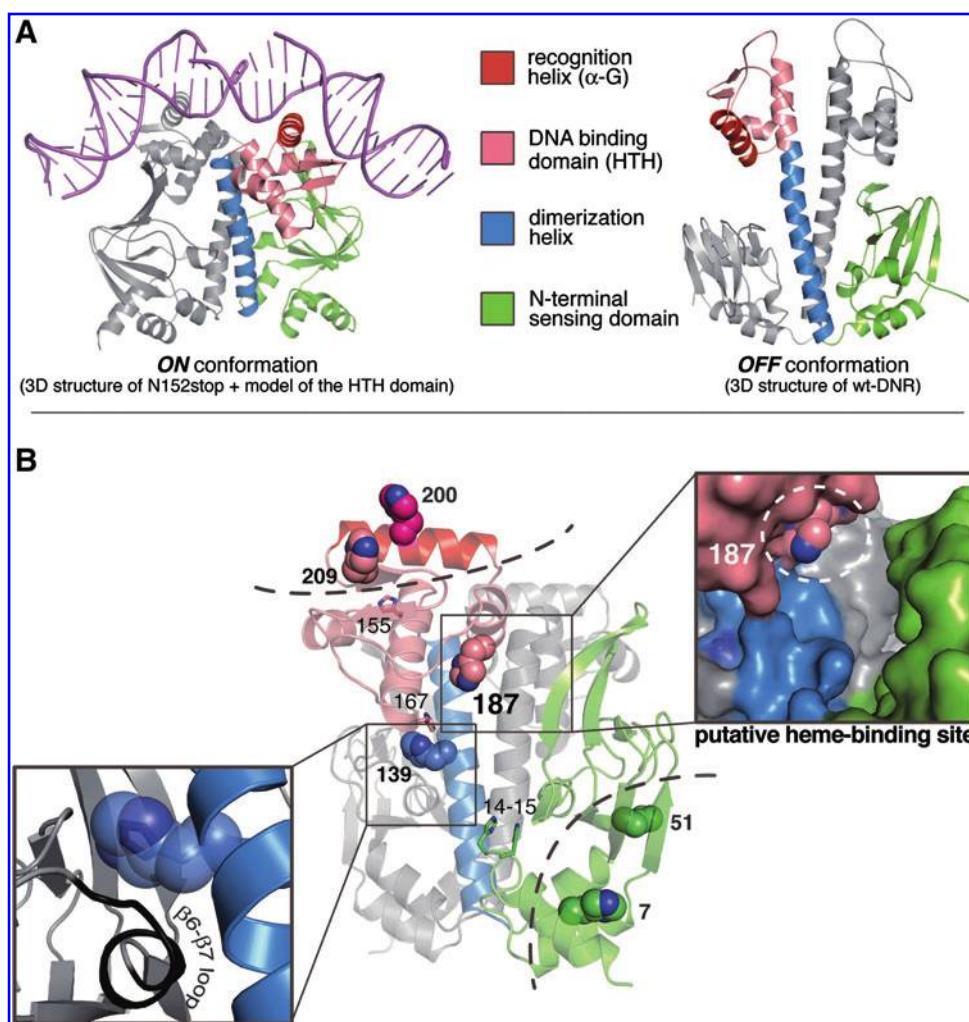 A
recognition
helix (α-G)
DNA binding
domain (HTH)
dimerization
helix
N-terminal
sensing domain
ON conformation
(3D structure of N152stop + model of the HTH domain)
OFF conformation
(3D structure of wt-DNR)
B
200
209
155
187
167
139
14-15
51
7
187
putative heme-binding site
β6-β7 loop